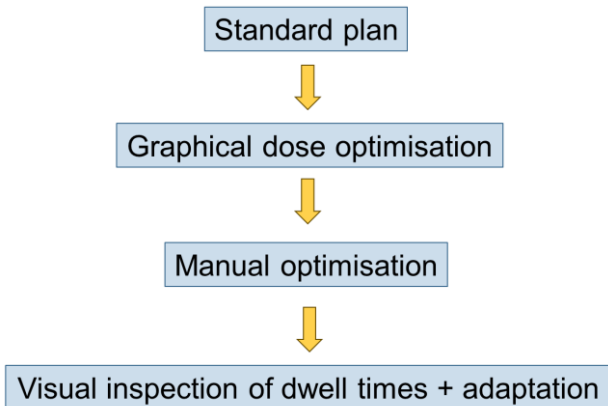 Standard plan
Graphical dose optimisation
Manual optimisation
Visual inspection of dwell times + adaptation